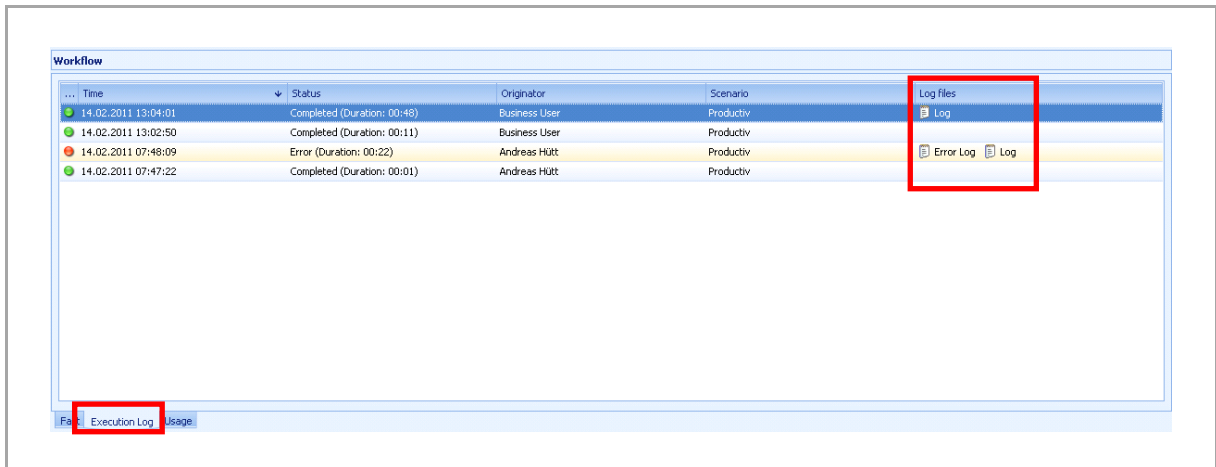 Workflow
... Time Status Originator Scenario Log files
14.02.2011 13:04:01 Completed (Duration: 00:48) Business User Productiv Log
14.02.2011 13:02:50 Completed (Duration: 00:11) Business User Productiv
14.02.2011 07:48:09 Error (Duration: 00:22) Andreas Hütt Productiv Error Log Log
14.02.2011 07:47:22 Completed (Duration: 00:01) Andreas Hütt Productiv
Execution Log Usage